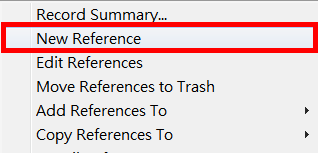 Record Summary...
New Reference
Edit References
Move References to Trash
Add References To
Copy References To